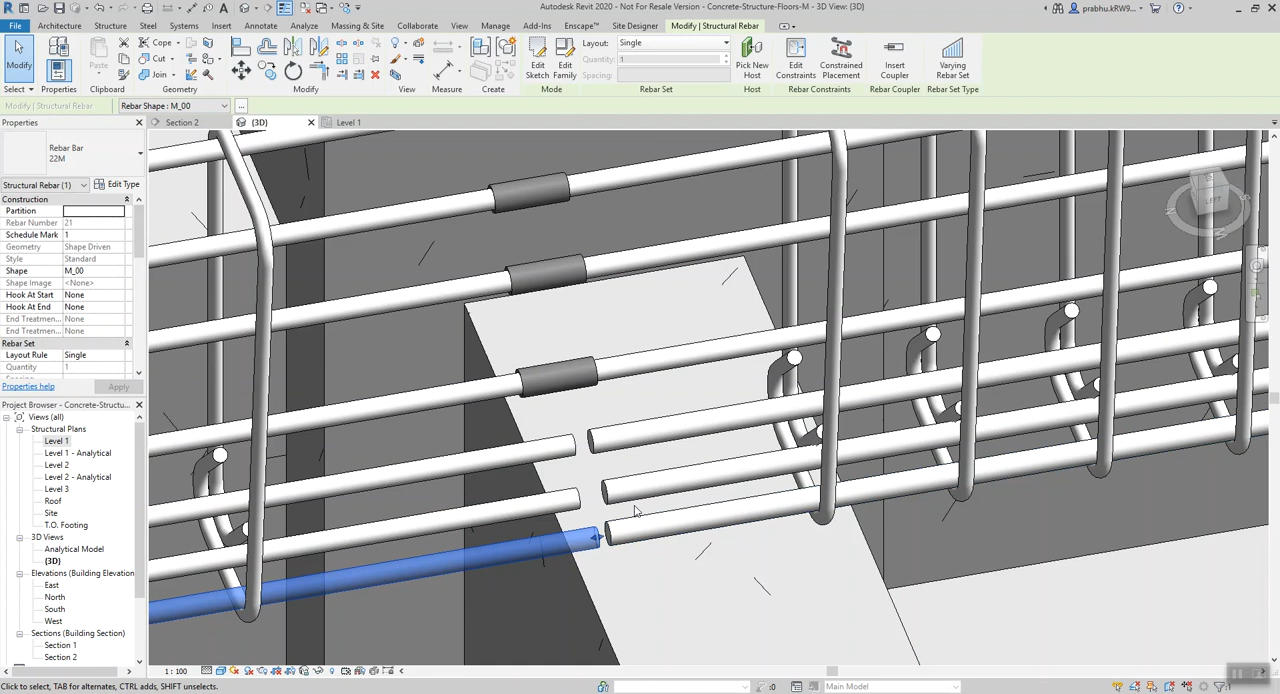 Autodesk Revit 2020 - Not For Resale Version - Concrete-Structure-Floors-M - 3D View: {3D}
prabhu.kRW9...
File Architecture Structure Steel Systems Insert Annotate Analyze Massing & Site Collaborate View Manage Add-Ins Enscape™ Site Designer Modify | Structural Rebar
Modify
Paste
Cope
Cut
Join
Edit Sketch
Edit Family
Layout: Single
Quantity: 1
Spacing:
Pick New Host
Edit Constraints
Constrained Placement
Insert Coupler
Varying Rebar Set
Select Properties Clipboard Geometry Modify View Measure Create Mode Rebar Set Host Rebar Constraints Rebar Coupler Rebar Set Type
Modify | Structural Rebar Rebar Shape : M_00 ...
Properties
Section 2 {3D} Level 1
Rebar Bar
22M
Structural Rebar (1) Edit Type
Construction
Partition
Rebar Number 21
Schedule Mark 1
Geometry Shape Driven
Style Standard
Shape M_00
Shape Image <None>
Hook At Start None
Hook At End None
End Treatmen... None
End Treatmen... None
Rebar Set
Layout Rule Single
Quantity 1
Properties help Apply
Project Browser - Concrete-Structu...
Views (all)
Structural Plans
Level 1
Level 1 - Analytical
Level 2
Level 2 - Analytical
Level 3
Roof
Site
T.O. Footing
3D Views
Analytical Model
{3D}
Elevations (Building Elevation
East
North
South
West
Sections (Building Section)
Section 1
Section 2
LEFT
1 : 100
Click to select, TAB for alternates, CTRL adds, SHIFT unselects.
:0
Main Model